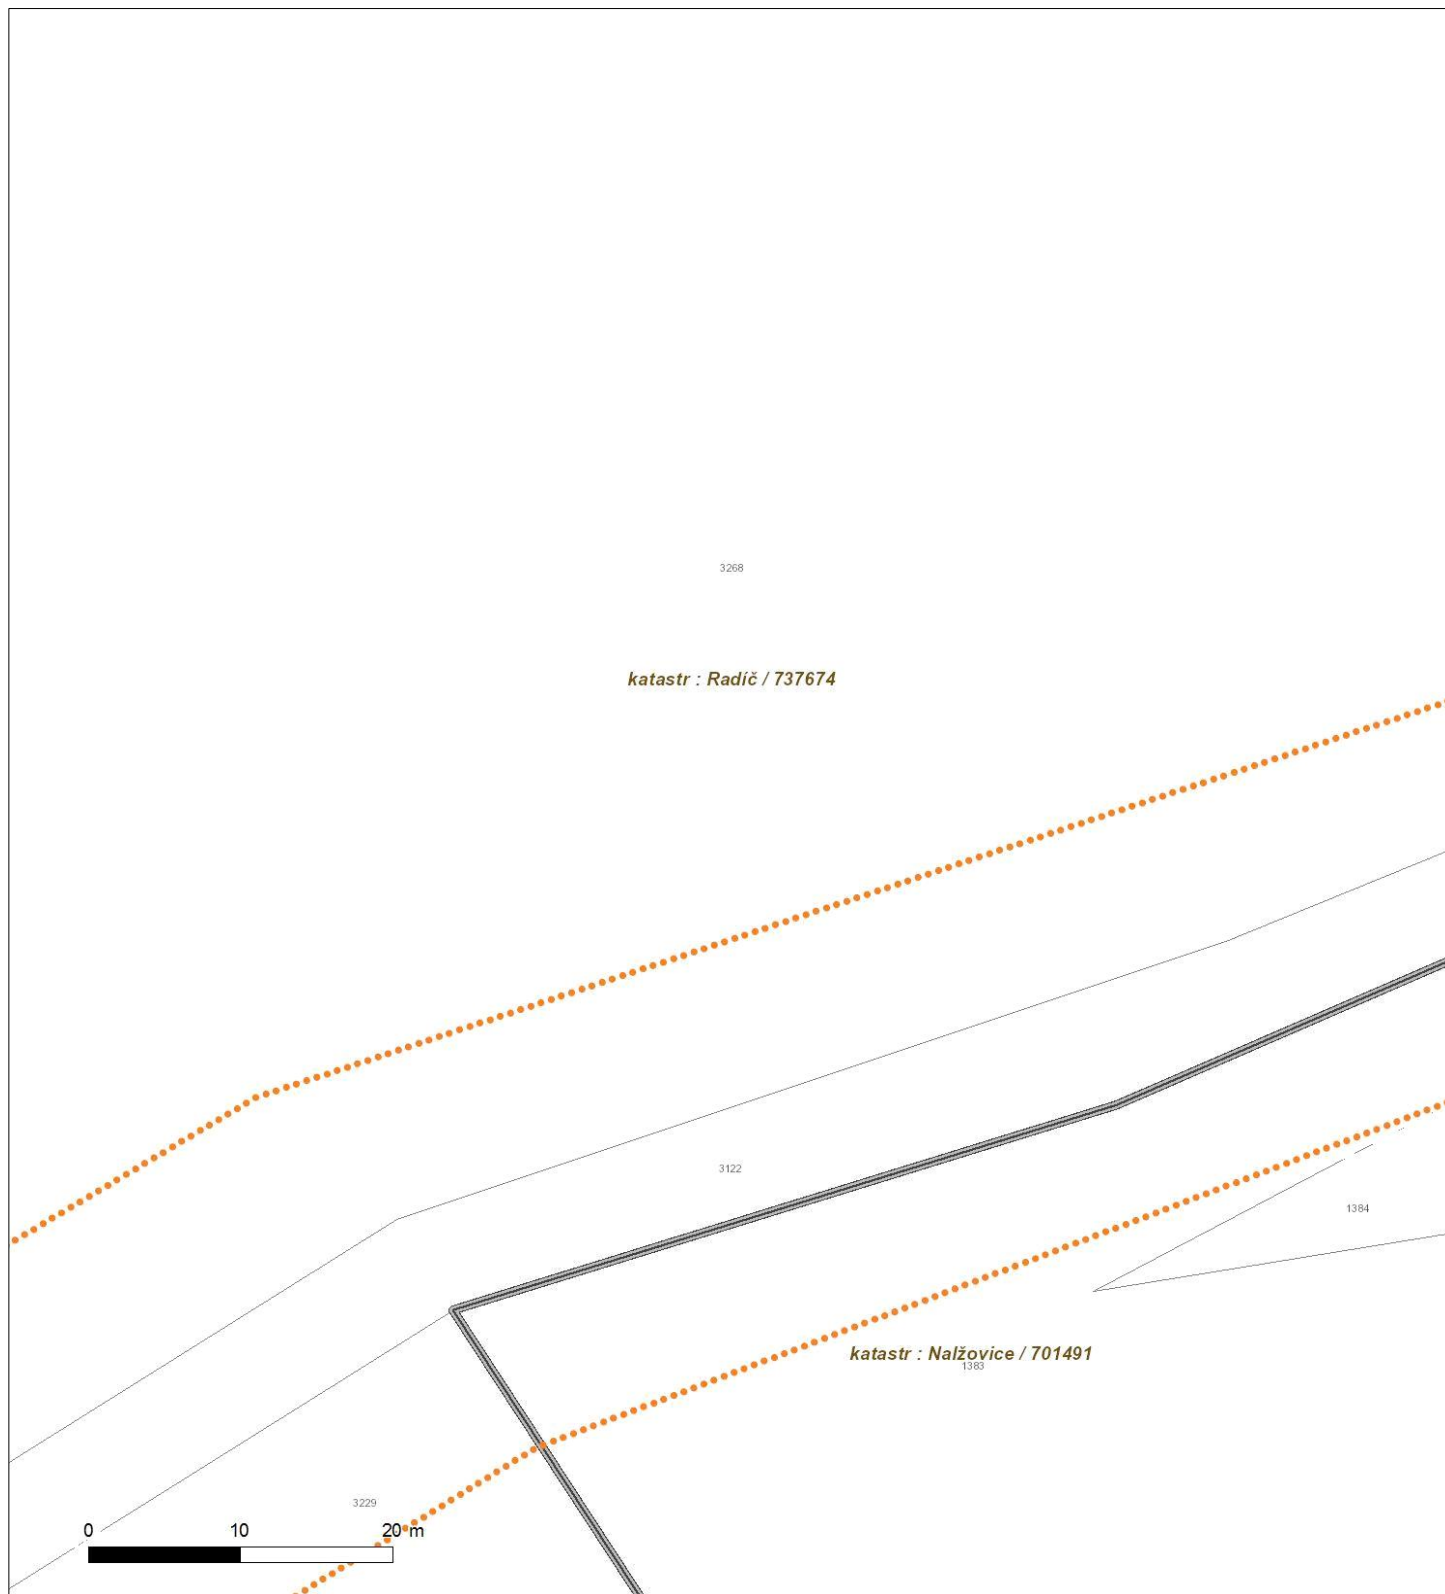 3268
katastr : Radíč / 737674
3122
1384
katastr : Nalžovice / 701491
1383
3229
0 10 20 m